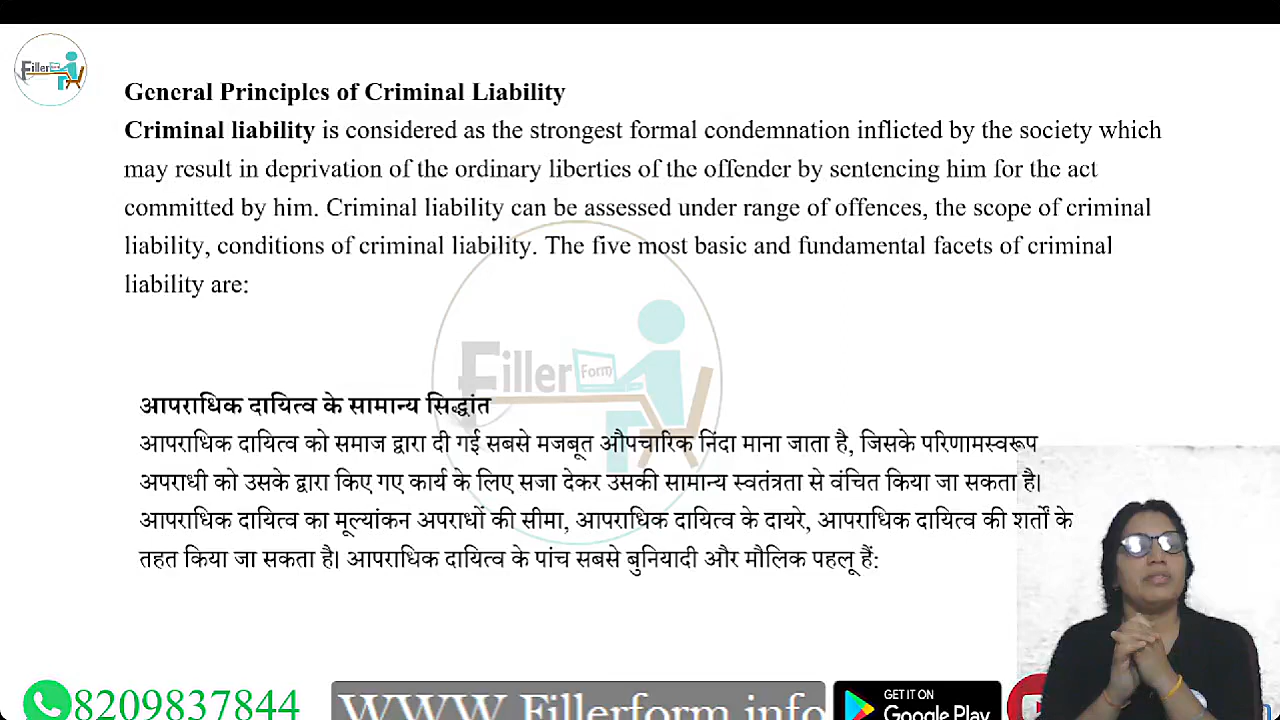 Filler
General Principles of Criminal Liability
Criminal liability is considered as the strongest formal condemnation inflicted by the society which
may result in deprivation of the ordinary liberties of the offender by sentencing him for the act
committed by him. Criminal liability can be assessed under range of offences, the scope of criminal
liability, conditions of criminal liability. The five most basic and fundamental facets of criminal
liability are:
Filler Form
आपराधिक दायित्व के सामान्य सिद्धांत
आपराधिक दायित्व को समाज द्वारा दी गई सबसे मजबूत औपचारिक निंदा माना जाता है, जिसके परिणामस्वरूप
अपराधी को उसके द्वारा किए गए कार्य के लिए सजा देकर उसकी सामान्य स्वतंत्रता से वंचित किया जा सकता है।
आपराधिक दायित्व का मूल्यांकन अपराधों की सीमा, आपराधिक दायित्व के दायरे, आपराधिक दायित्व की शर्तों के
तहत किया जा सकता है। आपराधिक दायित्व के पांच सबसे बुनियादी और मौलिक पहलू हैं:
8209837844
WWW.Fillerform.info
GET IT ON
Google Play